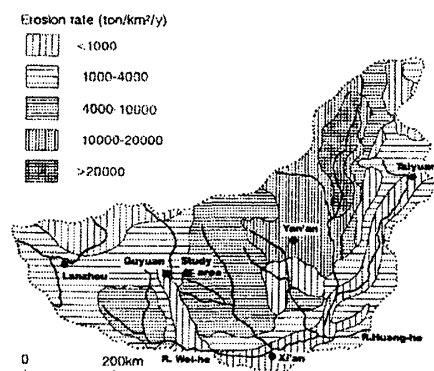 Erosion rate (ton/km²/y)
<1000
1000-4000
4000-10000
10000-20000
>20000
Taiyuan
Yan'an
Guyuan Study
area
Lanzhou
R.Huang-he
R. Wei-he
Xi'an
0 200km